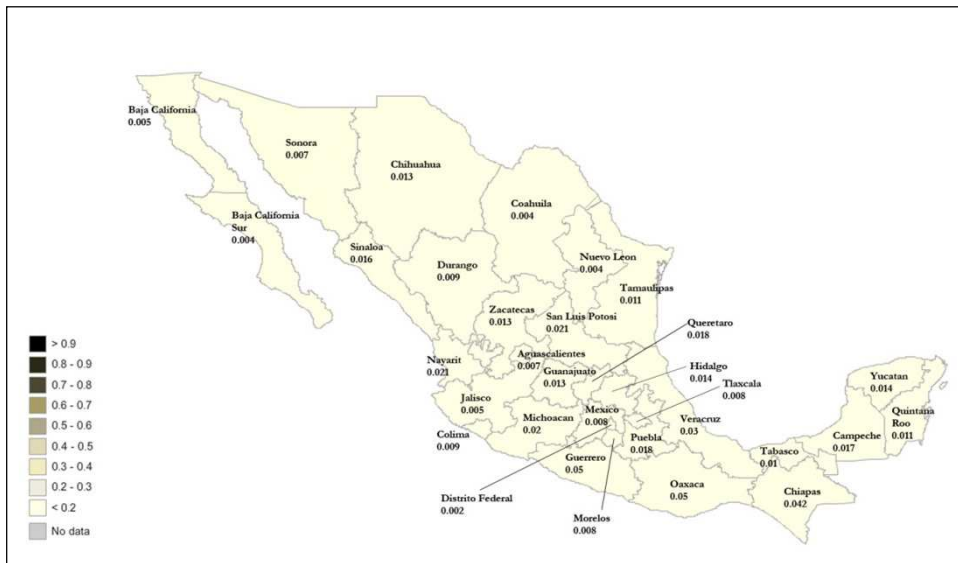 Baja California
0.005
Sonora
0.007
Chihuahua
0.013
Coahuila
0.004
Baja California
Sur
0.004
Sinaloa
0.016
Durango
0.009
Nuevo Leon
0.004
Tamaulipas
0.011
Zacatecas
0.013
San Luis Potosi
0.021
Queretaro
0.018
Nayarit
0.021
Aguascalientes
0.007
Guanajuato
0.013
Hidalgo
0.014
Tlaxcala
0.008
Yucatan
0.014
Jalisco
0.005
Michoacan
0.02
Mexico
0.008
Veracruz
0.03
Quintana
Roo
0.011
Colima
0.009
Puebla
0.018
Campeche
0.017
Guerrero
0.05
Tabasco
0.01
Oaxaca
0.05
Chiapas
0.042
Distrito Federal
0.002
Morelos
0.008
> 0.9
0.8 - 0.9
0.7 - 0.8
0.6 - 0.7
0.5 - 0.6
0.4 - 0.5
0.3 - 0.4
0.2 - 0.3
< 0.2
No data